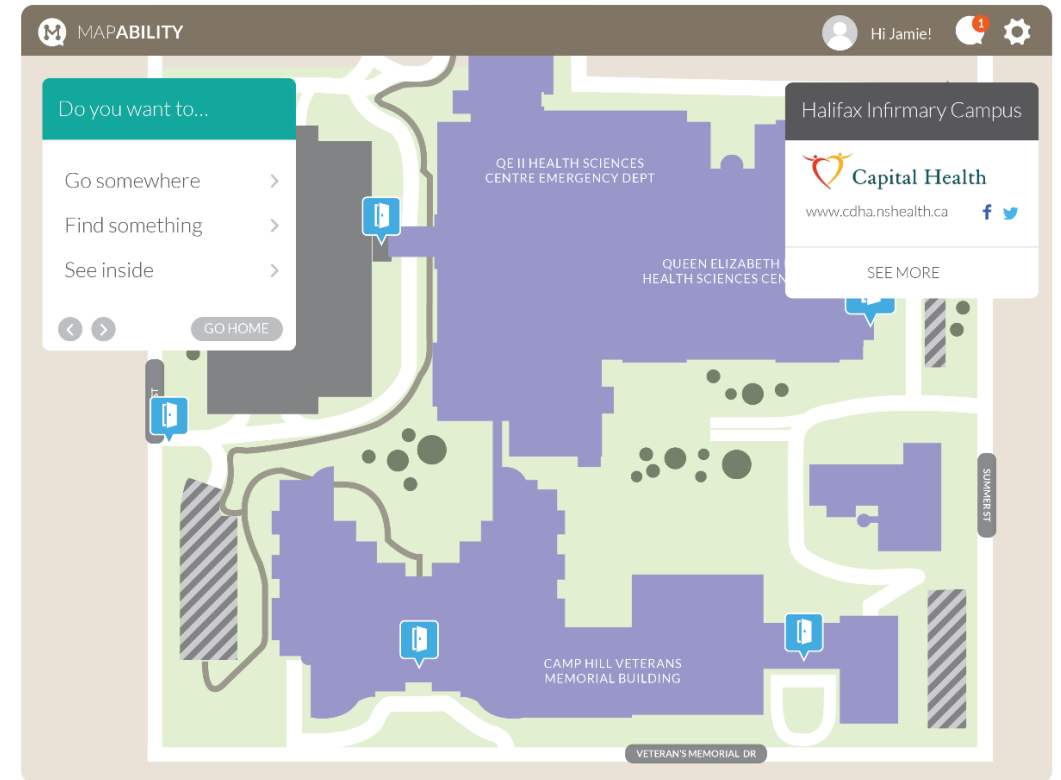 MAPABILITY
Hi Jamie!
1
Do you want to...
Go somewhere
Find something
See inside
GO HOME
Halifax Infirmary Campus
Capital Health
www.cdha.nshealth.ca
SEE MORE
QE II HEALTH SCIENCES
CENTRE EMERGENCY DEPT
QUEEN ELIZABETH
HEALTH SCIENCES CEN
ST
SUMMER ST
CAMP HILL VETERANS
MEMORIAL BUILDING
VETERAN'S MEMORIAL DR